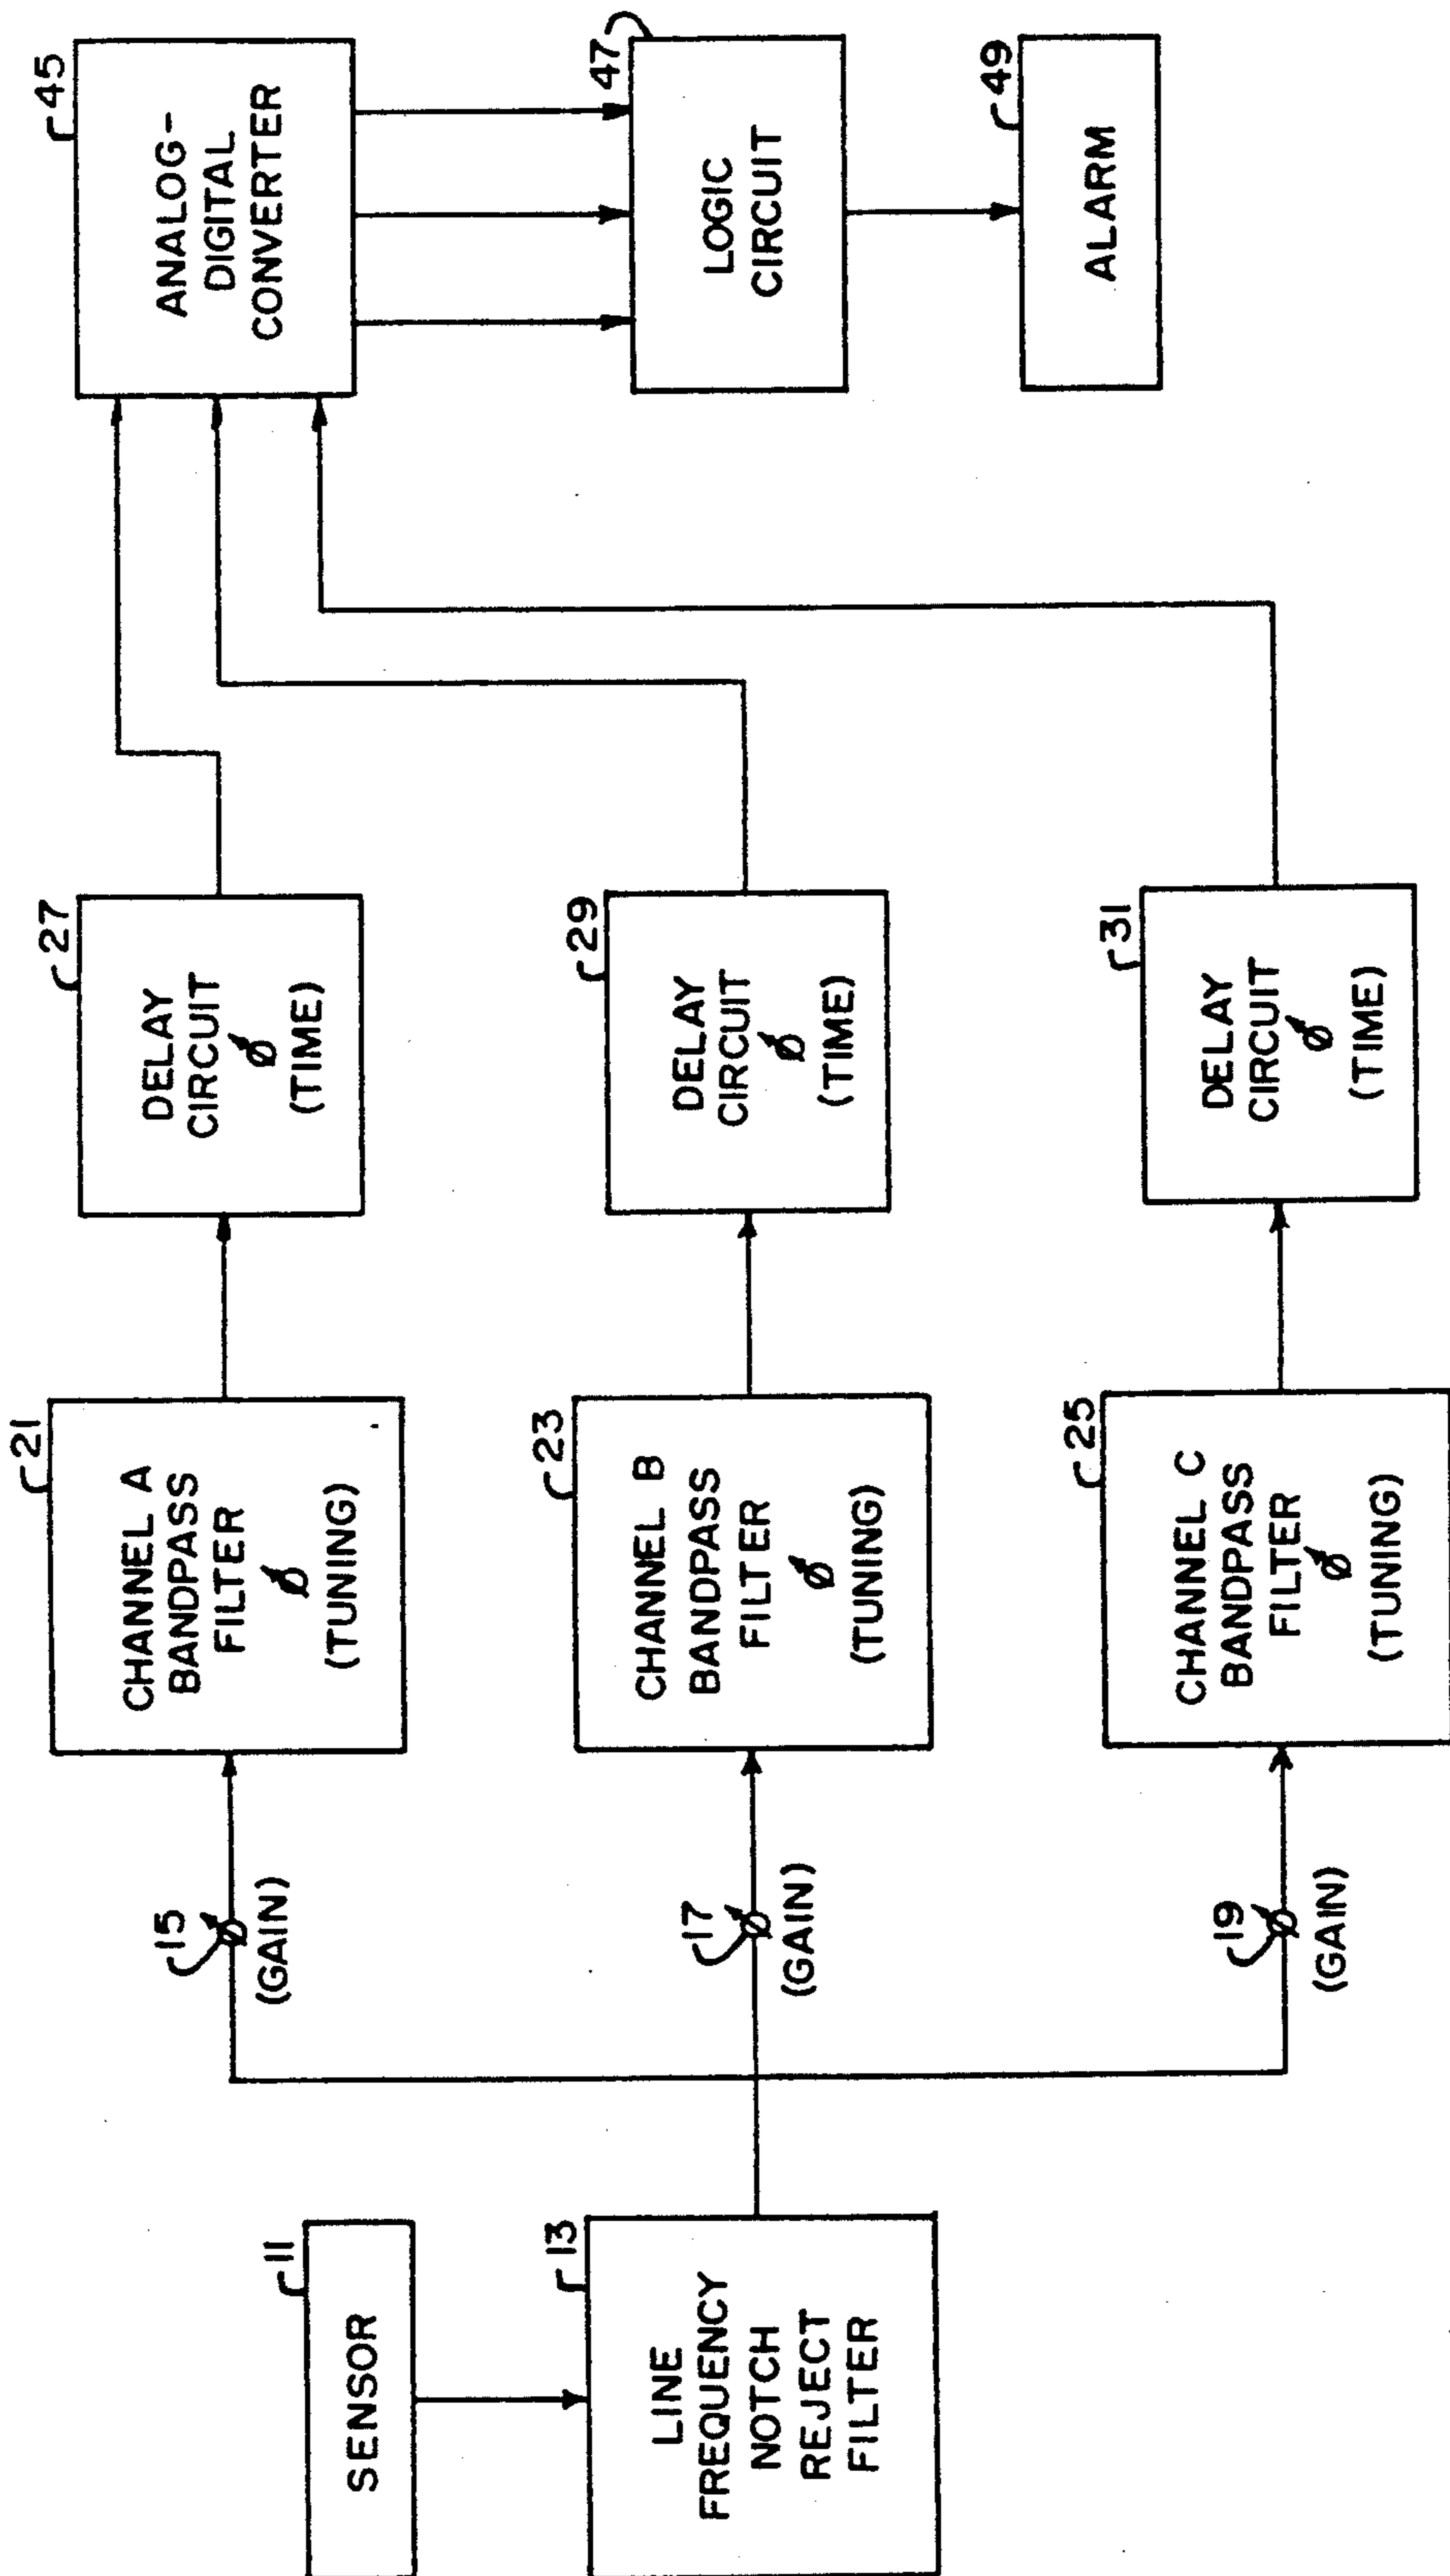 11
SENSOR
13
LINE
FREQUENCY
NOTCH
REJECT
FILTER
15
(GAIN)
17
(GAIN)
19
(GAIN)
21
CHANNEL A
BANDPASS
FILTER
(TUNING)
23
CHANNEL B
BANDPASS
FILTER
(TUNING)
25
CHANNEL C
BANDPASS
FILTER
(TUNING)
27
DELAY
CIRCUIT
(TIME)
29
DELAY
CIRCUIT
(TIME)
31
DELAY
CIRCUIT
(TIME)
45
ANALOG-
DIGITAL
CONVERTER
47
LOGIC
CIRCUIT
49
ALARM